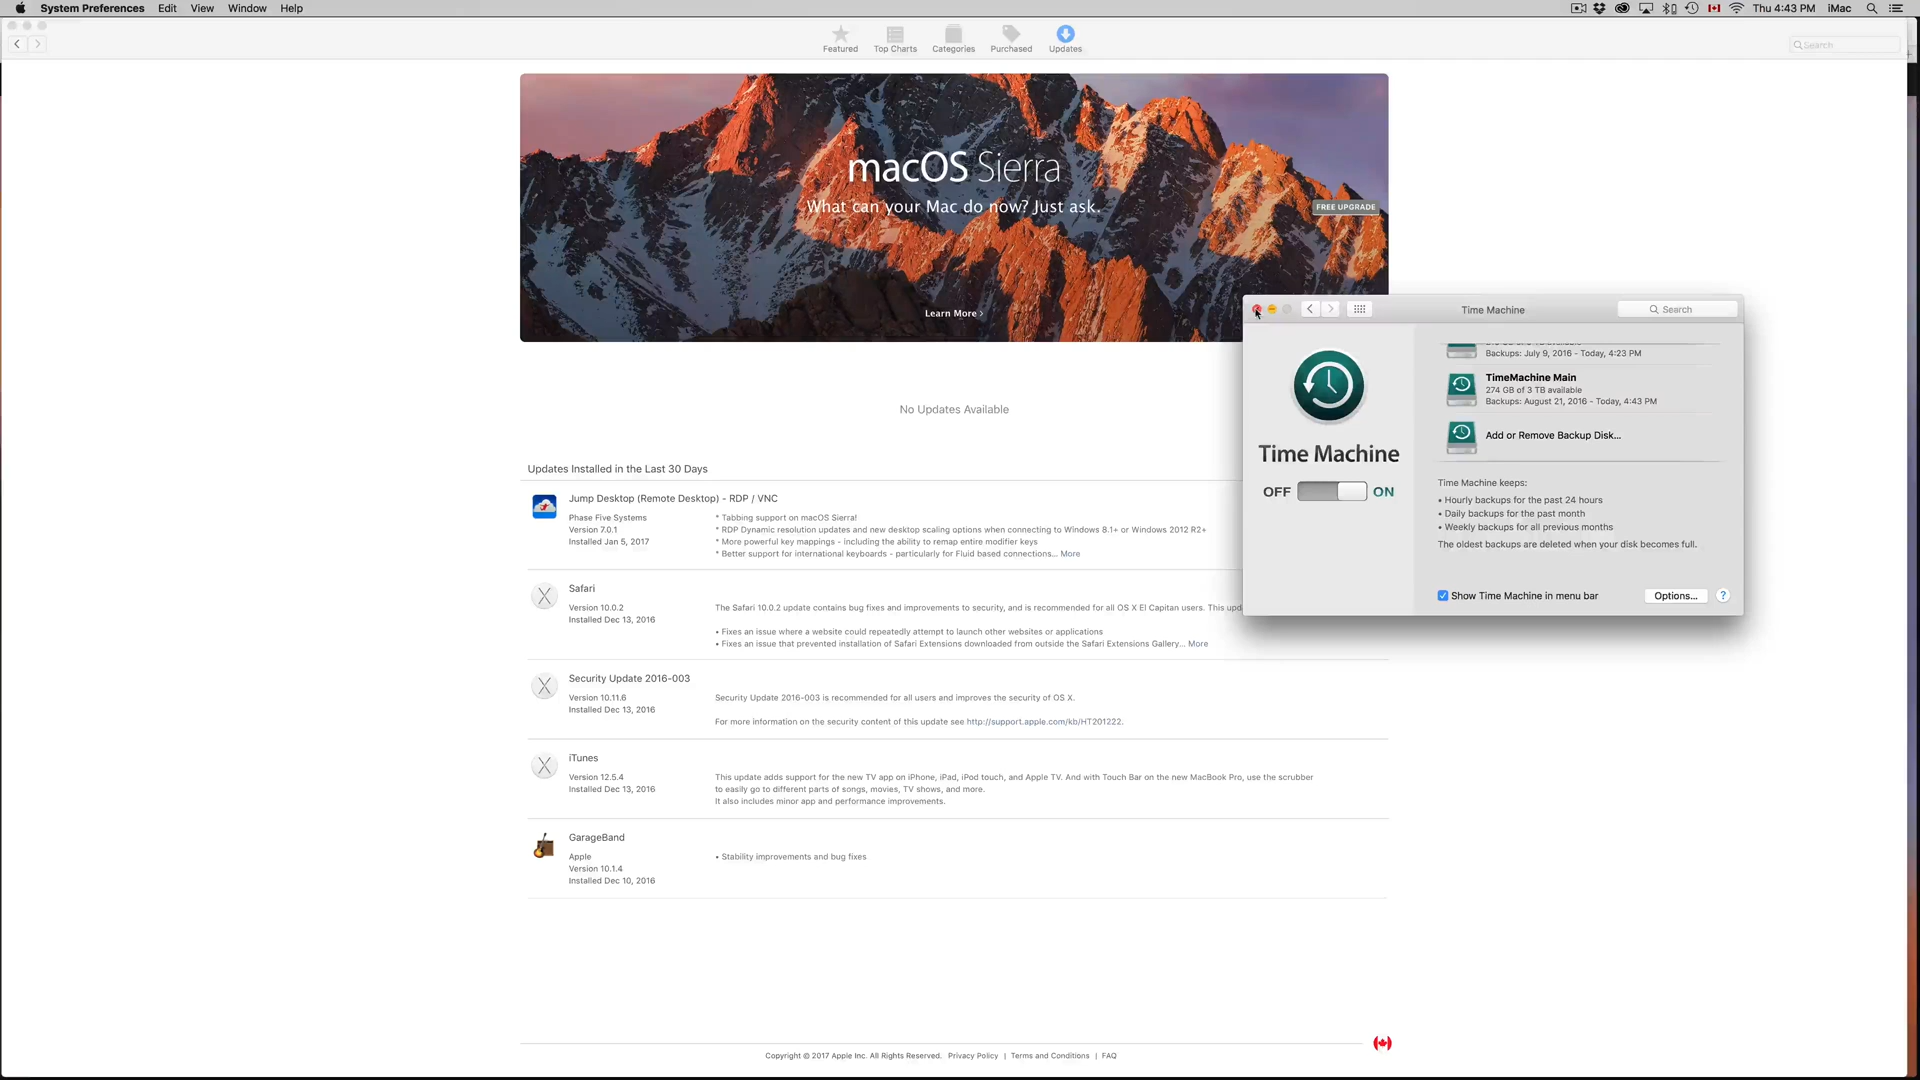 System Preferences Edit View Window Help
Thu 4:43 PM iMac
Featured Top Charts Categories Purchased Updates
Search
macOS Sierra
What can your Mac do now? Just ask.
FREE UPGRADE
Learn More ›
No Updates Available
Updates Installed in the Last 30 Days
Jump Desktop (Remote Desktop) - RDP / VNC
Phase Five Systems
Version 7.0.1
Installed Jan 5, 2017
* Tabbing support on macOS Sierra!
* RDP Dynamic resolution updates and new desktop scaling options when connecting to Windows 8.1+ or Windows 2012 R2+
* More powerful key mappings - including the ability to remap entire modifier keys
* Better support for international keyboards - particularly for Fluid based connections... More
Safari
Version 10.0.2
Installed Dec 13, 2016
The Safari 10.0.2 update contains bug fixes and improvements to security, and is recommended for all OS X El Capitan users. This upd
• Fixes an issue where a website could repeatedly attempt to launch other websites or applications
• Fixes an issue that prevented installation of Safari Extensions downloaded from outside the Safari Extensions Gallery... More
Security Update 2016-003
Version 10.11.6
Installed Dec 13, 2016
Security Update 2016-003 is recommended for all users and improves the security of OS X.
For more information on the security content of this update see http://support.apple.com/kb/HT201222.
iTunes
Version 12.5.4
Installed Dec 13, 2016
This update adds support for the new TV app on iPhone, iPad, iPod touch, and Apple TV. And with Touch Bar on the new MacBook Pro, use the scrubber
to easily go to different parts of songs, movies, TV shows, and more.
It also includes minor app and performance improvements.
GarageBand
Apple
Version 10.1.4
Installed Dec 10, 2016
• Stability improvements and bug fixes
Copyright © 2017 Apple Inc. All Rights Reserved. Privacy Policy | Terms and Conditions | FAQ
Time Machine
Search
Time Machine
OFF ON
Backups: July 9, 2016 - Today, 4:23 PM
TimeMachine Main
274 GB of 3 TB available
Backups: August 21, 2016 - Today, 4:43 PM
Add or Remove Backup Disk...
Time Machine keeps:
• Hourly backups for the past 24 hours
• Daily backups for the past month
• Weekly backups for all previous months
The oldest backups are deleted when your disk becomes full.
Show Time Machine in menu bar
Options... ?